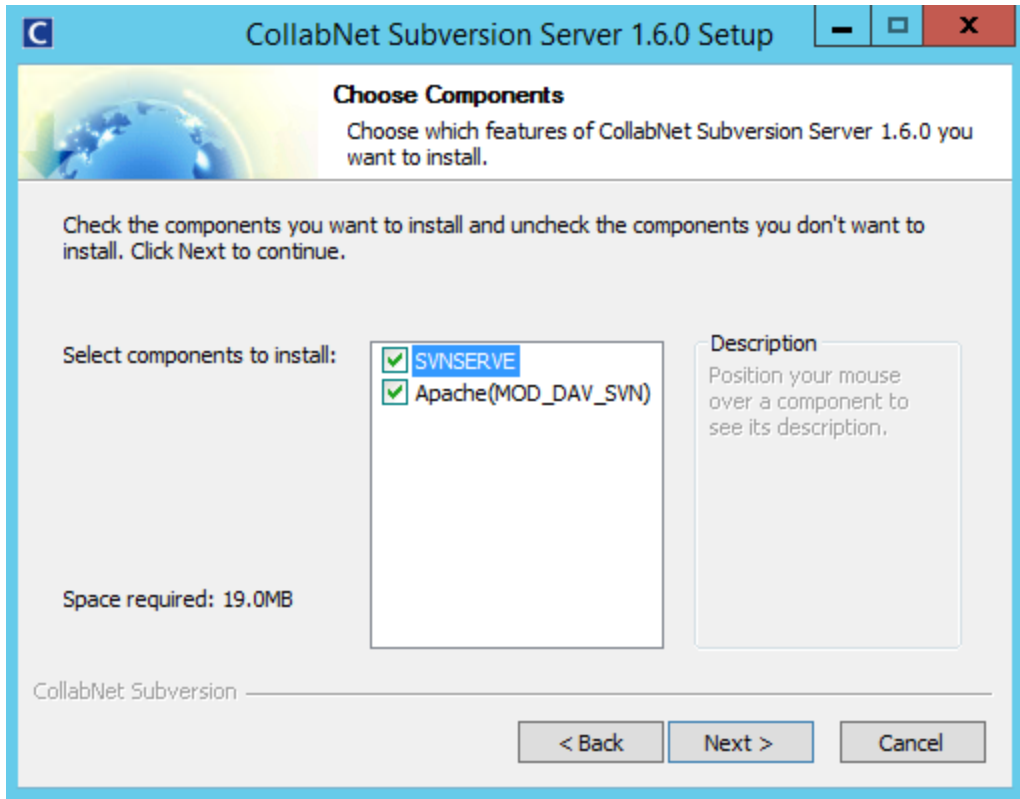 C
CollabNet Subversion Server 1.6.0 Setup
Choose Components
Choose which features of CollabNet Subversion Server 1.6.0 you
want to install.
Check the components you want to install and uncheck the components you don't want to
install. Click Next to continue.
Select components to install:
SVNSERVE
Apache(MOD_DAV_SVN)
Description
Position your mouse
over a component to
see its description.
Space required: 19.0MB
CollabNet Subversion
< Back
Next >
Cancel